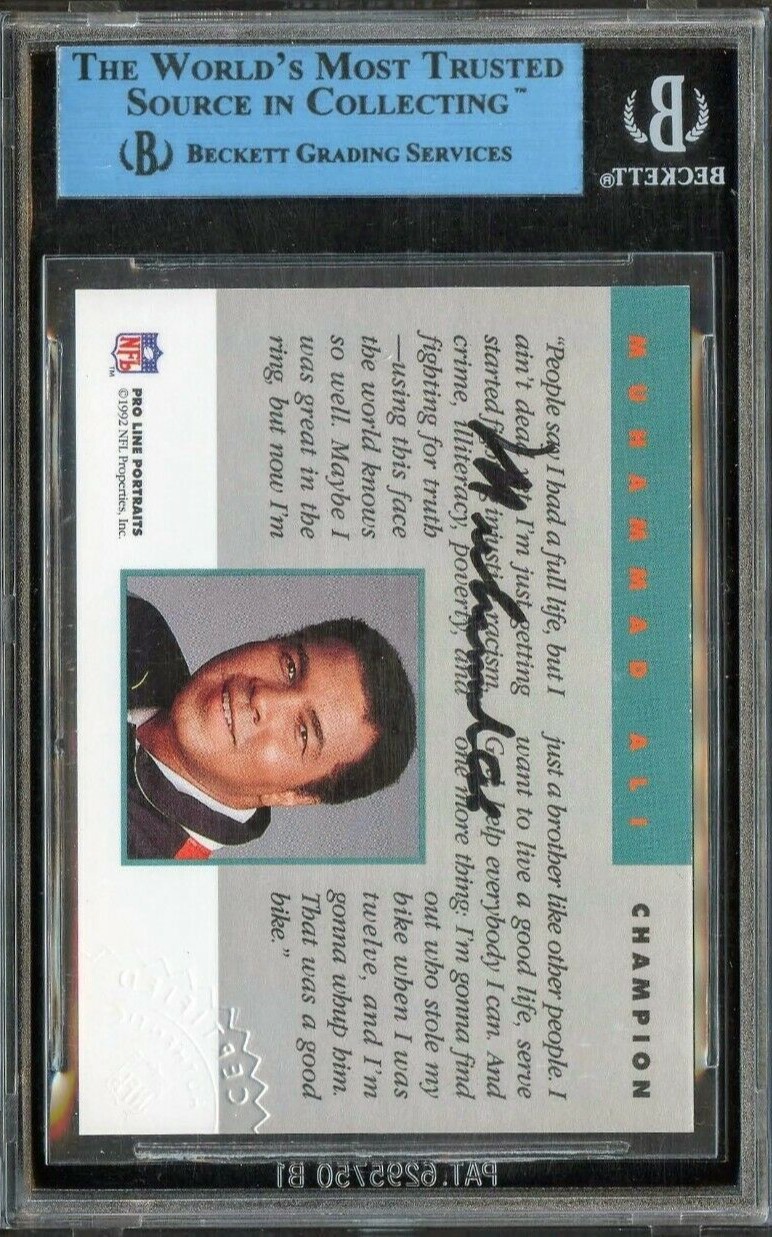 THE WORLD'S MOST TRUSTED
SOURCE IN COLLECTING™
B BECKETT GRADING SERVICES
B
BECKETT®
MUHAMMAD ALI CHAMPION
"People say I had a full life, but I
ain't dead I'm just getting
started racism,
crime, illiteracy, poverty, and
fighting for truth
—using this face
the world knows
so well. Maybe I
was great in the
ring, but now I'm
just a brother like other people. I
want to live a good life, serve
God, help everybody I can. And
one more thing: I'm gonna find
out who stole my
bike when I was
twelve, and I'm
gonna whup him.
That was a good
bike."
Muhammad Ali
NFL™
PRO LINE PORTRAITS
©1992 NFL Properties, Inc.
CERTIFIED
PAT. 6295750 B1